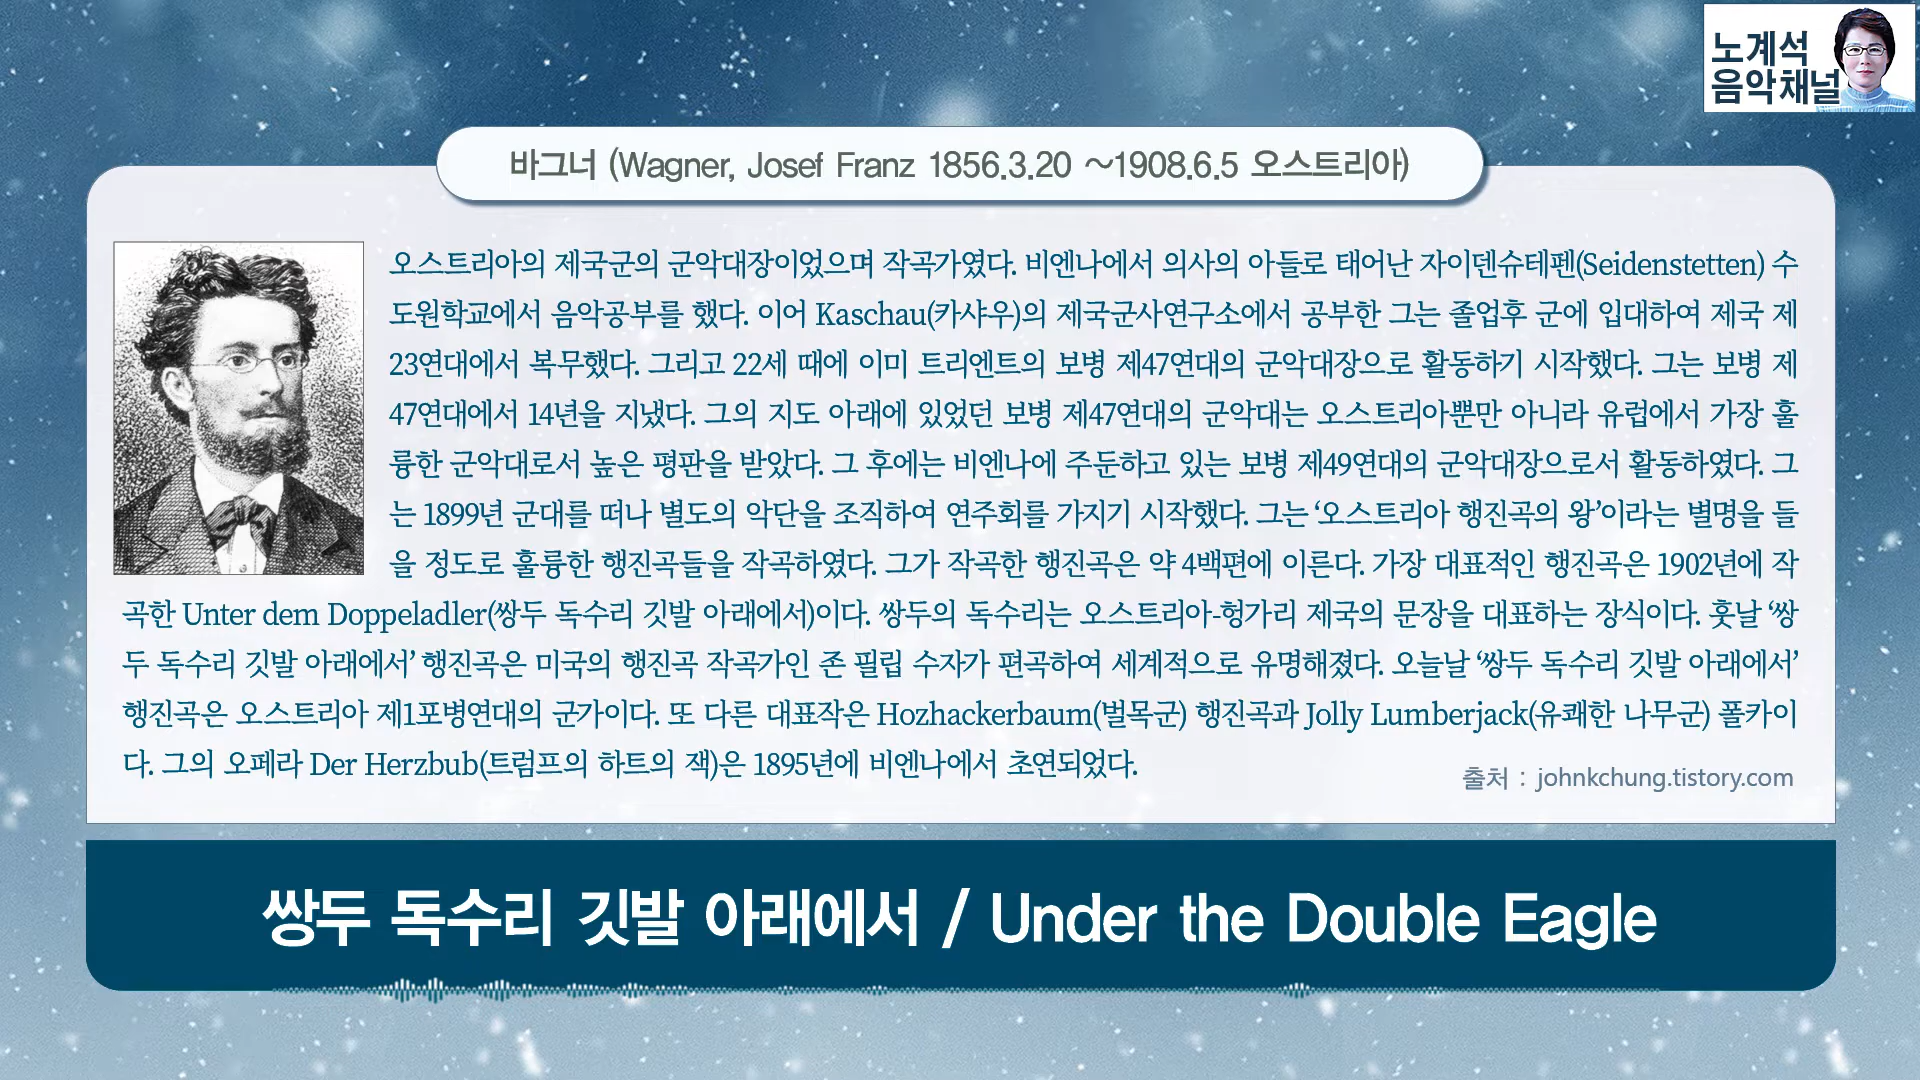 노계석
음악채널
바그너 (Wagner, Josef Franz 1856.3.20 ~1908.6.5 오스트리아)
오스트리아의 제국군의 군악대장이었으며 작곡가였다. 비엔나에서 의사의 아들로 태어난 자이덴슈테펜(Seidenstetten) 수
도원학교에서 음악공부를 했다. 이어 Kaschau(카샤우)의 제국군사연구소에서 공부한 그는 졸업후 군에 입대하여 제국 제
23연대에서 복무했다. 그리고 22세 때에 이미 트리엔트의 보병 제47연대의 군악대장으로 활동하기 시작했다. 그는 보병 제
47연대에서 14년을 지냈다. 그의 지도 아래에 있었던 보병 제47연대의 군악대는 오스트리아뿐만 아니라 유럽에서 가장 훌
륭한 군악대로서 높은 평판을 받았다. 그 후에는 비엔나에 주둔하고 있는 보병 제49연대의 군악대장으로서 활동하였다. 그
는 1899년 군대를 떠나 별도의 악단을 조직하여 연주회를 가지기 시작했다. 그는 ‘오스트리아 행진곡의 왕’이라는 별명을 들
을 정도로 훌륭한 행진곡들을 작곡하였다. 그가 작곡한 행진곡은 약 4백편에 이른다. 가장 대표적인 행진곡은 1902년에 작
곡한 Unter dem Doppeladler(쌍두 독수리 깃발 아래에서)이다. 쌍두의 독수리는 오스트리아-헝가리 제국의 문장을 대표하는 장식이다. 훗날 ‘쌍
두 독수리 깃발 아래에서’ 행진곡은 미국의 행진곡 작곡가인 존 필립 수자가 편곡하여 세계적으로 유명해졌다. 오늘날 ‘쌍두 독수리 깃발 아래에서’
행진곡은 오스트리아 제1포병연대의 군가이다. 또 다른 대표작은 Hozhackerbaum(벌목군) 행진곡과 Jolly Lumberjack(유쾌한 나무군) 폴카이
다. 그의 오페라 Der Herzbub(트럼프의 하트의 잭)은 1895년에 비엔나에서 초연되었다.
출처 : johnkchung.tistory.com
쌍두 독수리 깃발 아래에서 / Under the Double Eagle